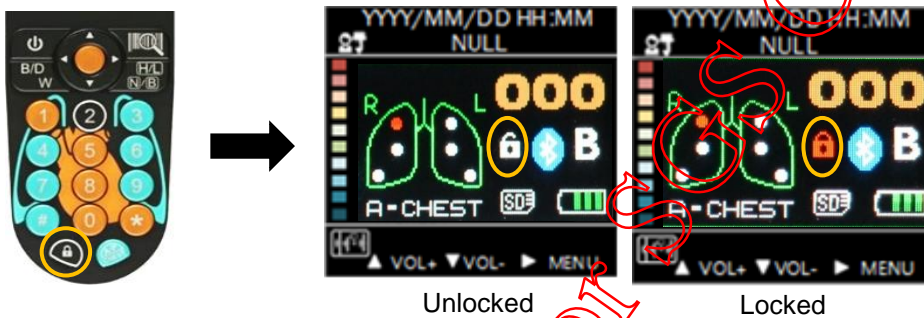 B/D
W
H/L
N/B
1
2
3
4
5
6
7
8
9
#
0
*
YYYY/MM/DD HH:MM
NULL
R
L
000
B
A-CHEST
SD
▲ VOL+ ▼VOL- ► MENU
Unlocked
YYYY/MM/DD HH:MM
NULL
R
L
000
B
A-CHEST
SD
▲ VOL+ ▼VOL- ► MENU
Locked